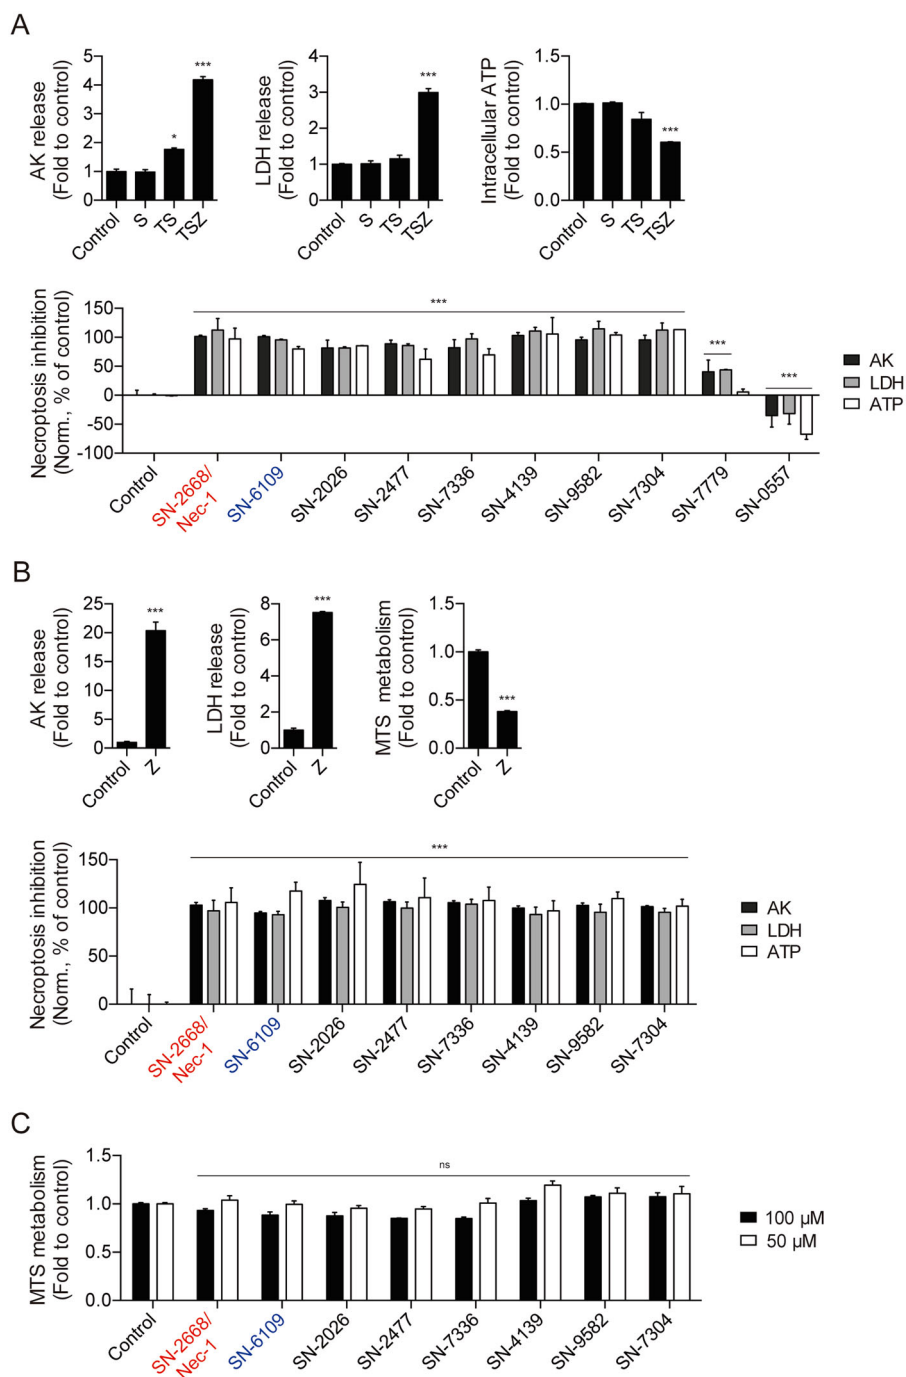 A
AK release
(Fold to control)
5
4
3
2
1
0
*
***
Control
S
TS
TSZ
LDH release
(Fold to control)
4
3
2
1
0
***
Control
S
TS
TSZ
Intracellular ATP
(Fold to control)
1.5
1.0
0.5
0.0
***
Control
S
TS
TSZ
Necroptosis inhibition
(Norm., % of control)
150
100
50
0
-50
-100
***
***
***
Control
SN-2668/
Nec-1
SN-6109
SN-2026
SN-2477
SN-7336
SN-4139
SN-9582
SN-7304
SN-7779
SN-0557
AK
LDH
ATP
B
AK release
(Fold to control)
25
20
15
10
5
0
***
Control
Z
LDH release
(Fold to control)
8
6
4
2
0
***
Control
Z
MTS metabolism
(Fold to control)
1.5
1.0
0.5
0.0
***
Control
Z
Necroptosis inhibition
(Norm., % of control)
150
100
50
0
***
Control
SN-2668/
Nec-1
SN-6109
SN-2026
SN-2477
SN-7336
SN-4139
SN-9582
SN-7304
AK
LDH
ATP
C
MTS metabolism
(Fold to control)
1.5
1.0
0.5
0.0
ns
Control
SN-2668/
Nec-1
SN-6109
SN-2026
SN-2477
SN-7336
SN-4139
SN-9582
SN-7304
100 µM
50 µM